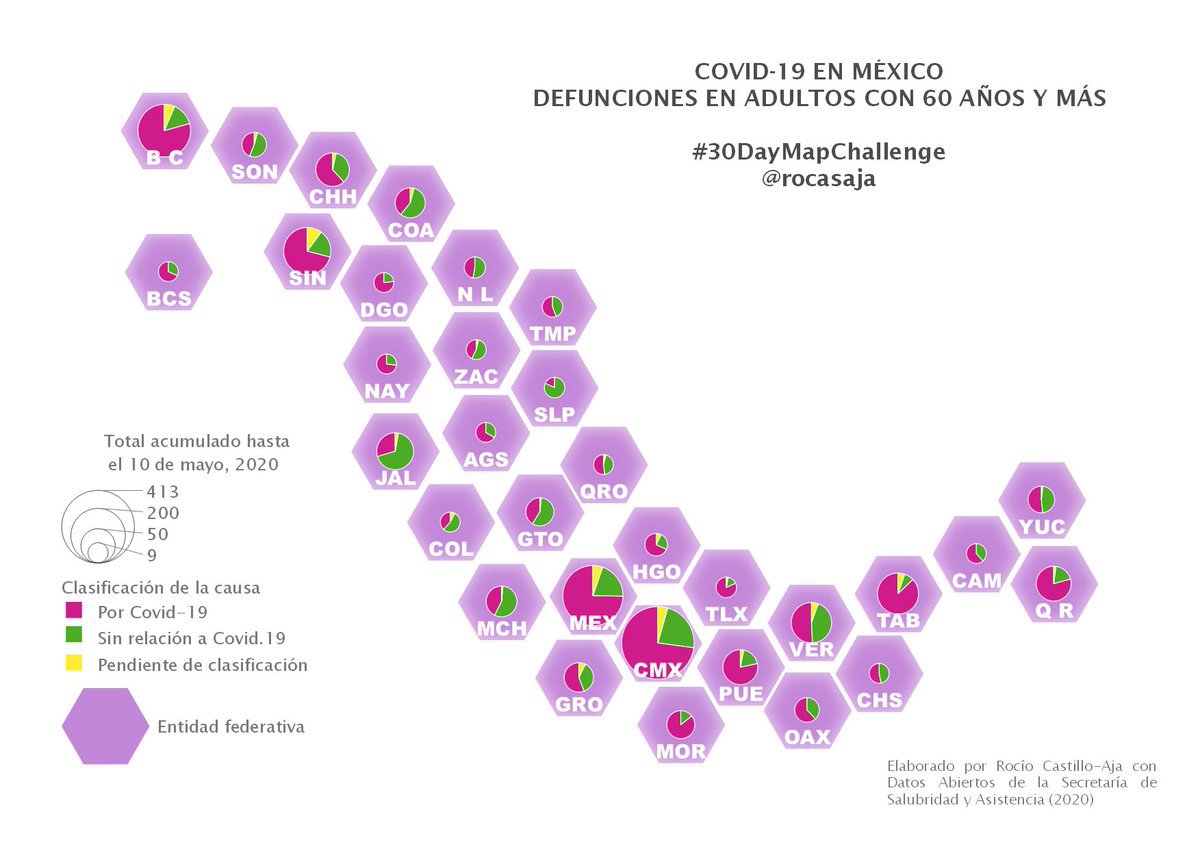 COVID-19 EN MÉXICO
DEFUNCIONES EN ADULTOS CON 60 AÑOS Y MÁS
#30DayMapChallenge
@rocasaja
B C
SON
CHH
COA
SIN
BCS
DGO
N L
TMP
NAY
ZAC
SLP
JAL
AGS
QRO
COL
GTO
HGO
MCH
MEX
TLX
CMX
VER
TAB
CAM
YUC
Q R
GRO
PUE
CHS
MOR
OAX
Total acumulado hasta
el 10 de mayo, 2020
413
200
50
9
Clasificación de la causa
Por Covid-19
Sin relación a Covid.19
Pendiente de clasificación
Entidad federativa
Elaborado por Rocío Castillo-Aja con
Datos Abiertos de la Secretaría de
Salubridad y Asistencia (2020)